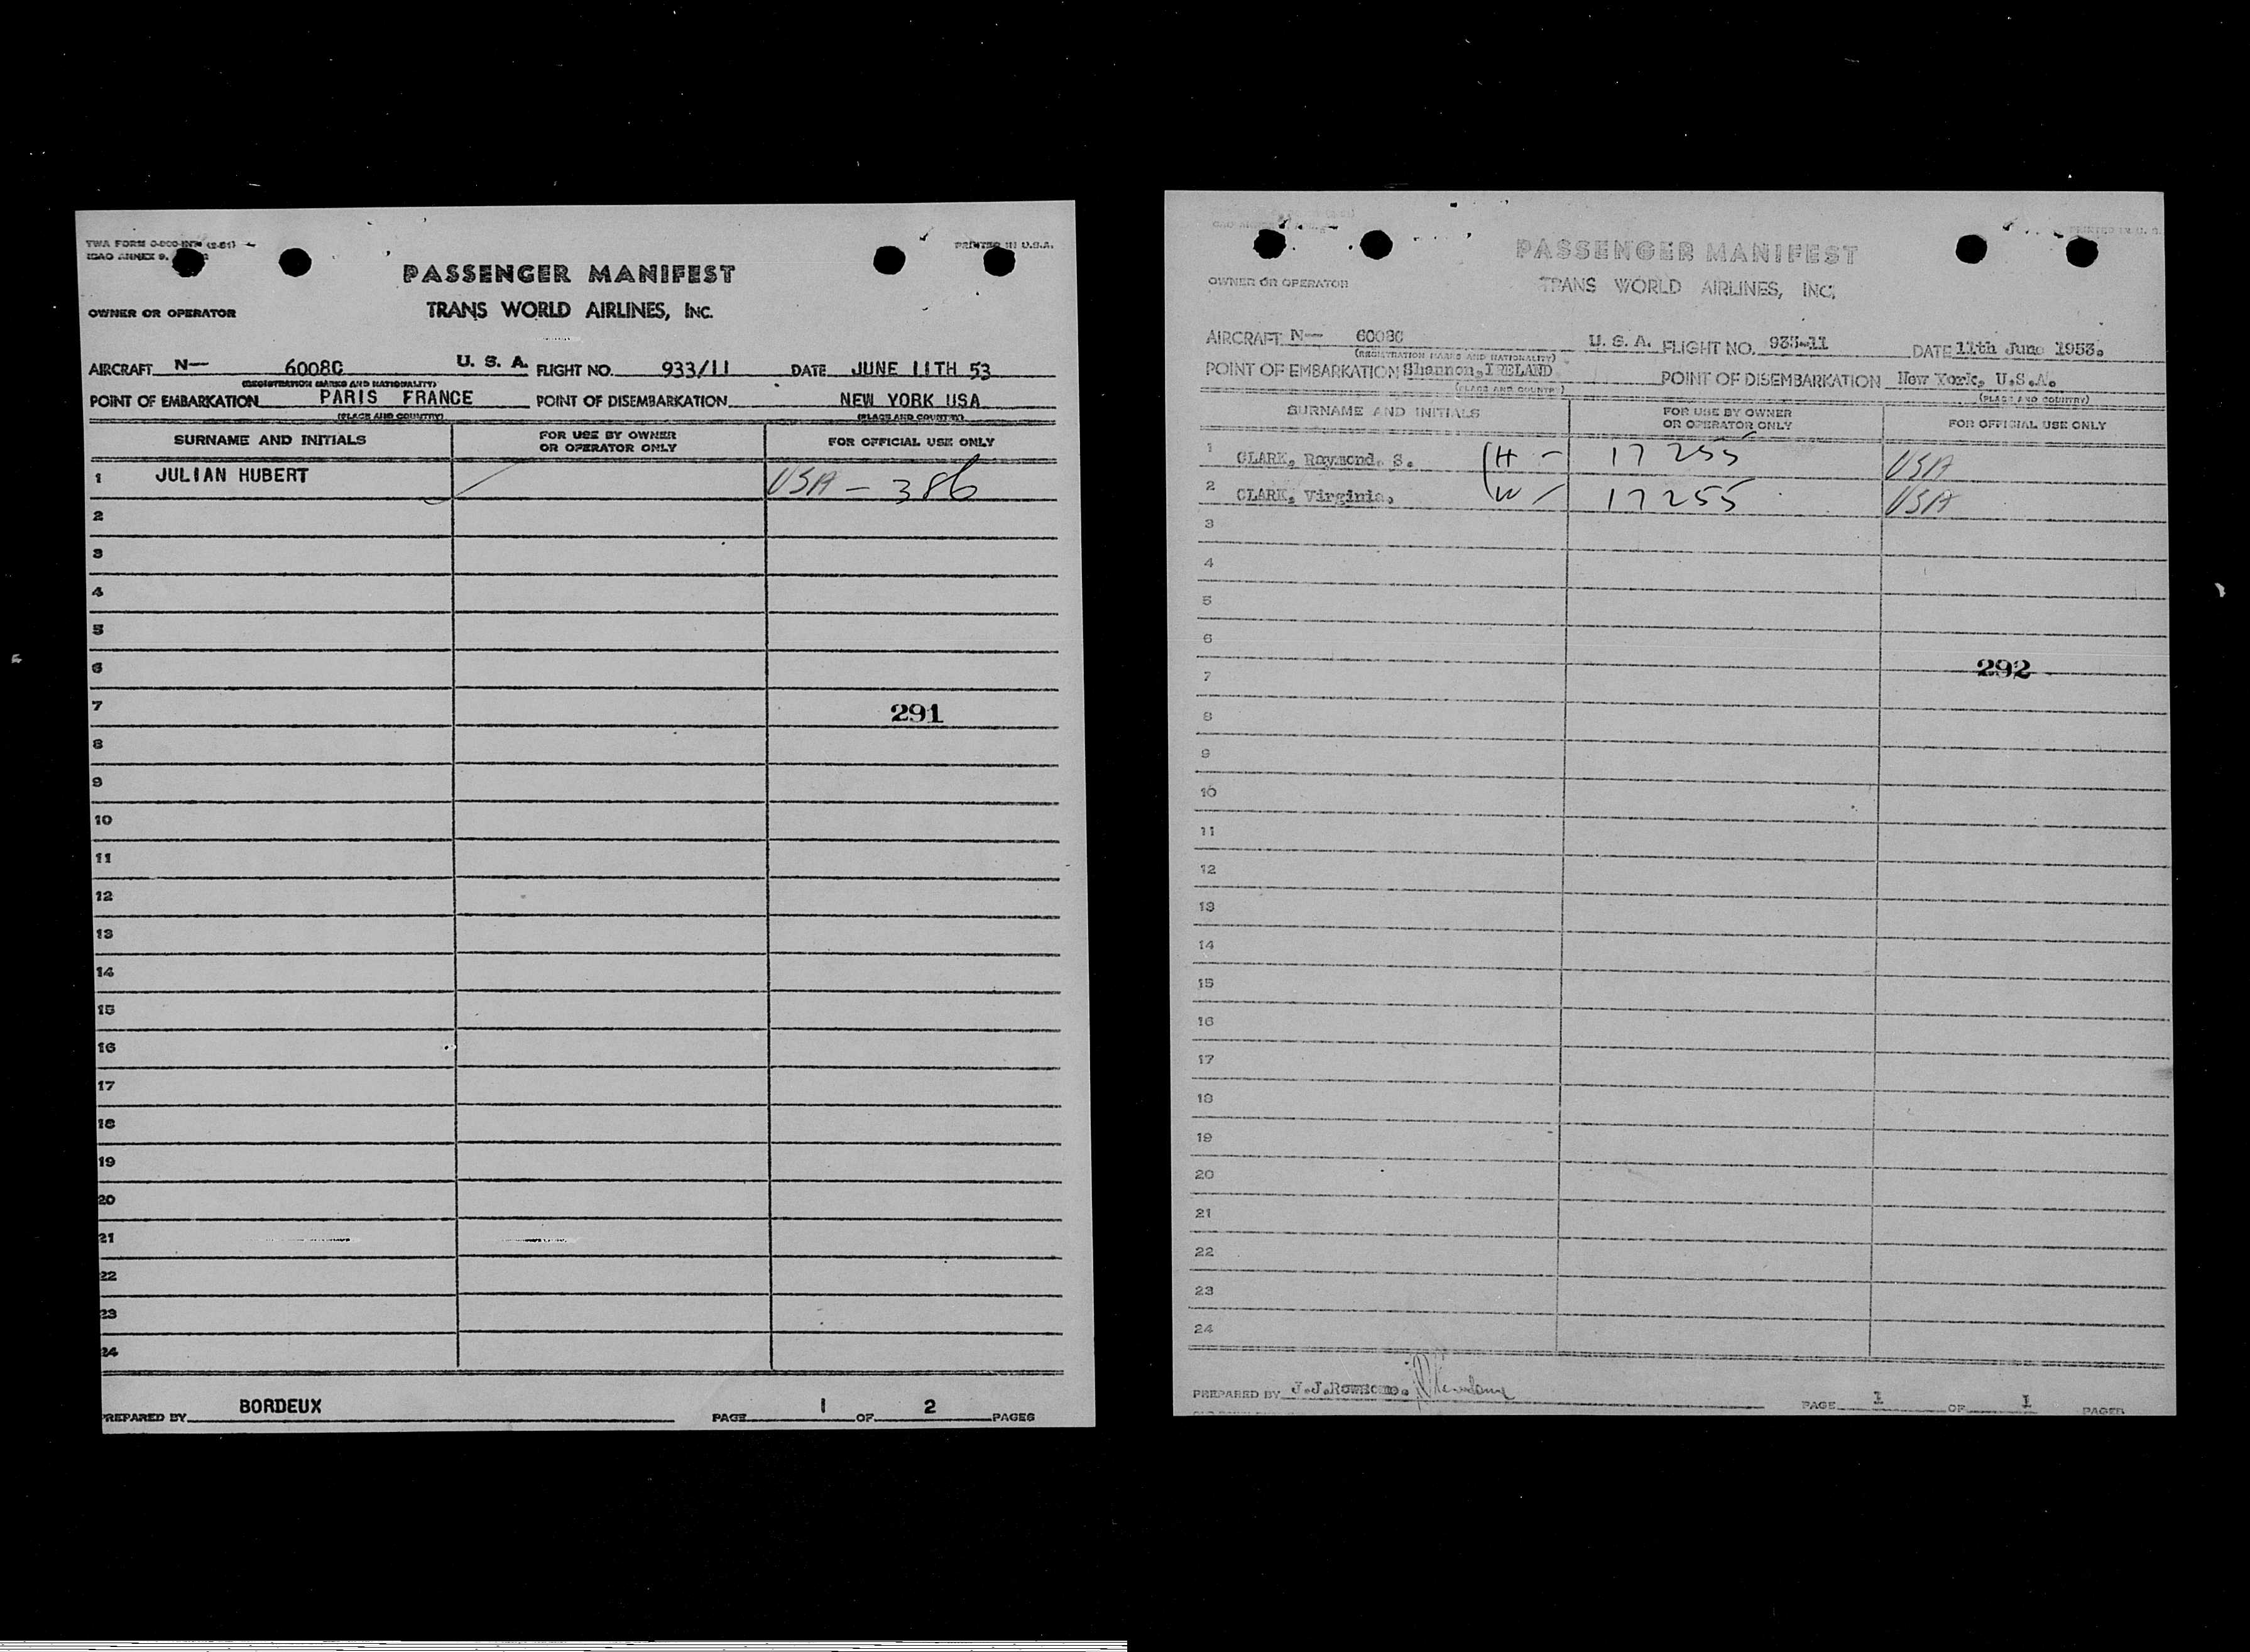 TWA FORM
PRINTED IN U.S.A.
ICAO ANNEX 9,
PASSENGER MANIFEST
OWNER OR OPERATOR
TRANS WORLD AIRLINES, INC.
AIRCRAFT N— 6008C U. S. A. FLIGHT NO. 933/11 DATE JUNE 11TH 53
(REGISTRATION MARKS AND NATIONALITY)
POINT OF EMBARKATION PARIS FRANCE POINT OF DISEMBARKATION NEW YORK USA
(PLACE AND COUNTRY) (PLACE AND COUNTRY)
SURNAME AND INITIALS FOR USE BY OWNER OR OPERATOR ONLY FOR OFFICIAL USE ONLY
1 JULIAN HUBERT USA - 386
2
3
4
5
6
7 291
8
9
10
11
12
13
14
15
16
17
18
19
20
21
22
23
24
PREPARED BY BORDEUX PAGE 1 OF 2 PAGES
PRINTED IN U. S.
PASSENGER MANIFEST
OWNER OR OPERATOR
TRANS WORLD AIRLINES, INC.
AIRCRAFT N— 6008C U. S. A. FLIGHT NO. DATE 11th June 1953.
(REGISTRATION MARKS AND NATIONALITY)
POINT OF EMBARKATION Shannon, IRELAND POINT OF DISEMBARKATION New York, U.S.A.
(PLACE AND COUNTRY) (PLACE AND COUNTRY)
SURNAME AND INITIALS FOR USE BY OWNER OR OPERATOR ONLY FOR OFFICIAL USE ONLY
1 CLARK, Raymond. S. (H - 17255 USA
2 CLARK, Virginia, (W - 17255 USA
3
4
5
6
292
7
8
9
10
11
12
13
14
15
16
17
18
19
20
21
22
23
24
PREPARED BY PAGE 1 OF 1 PAGES